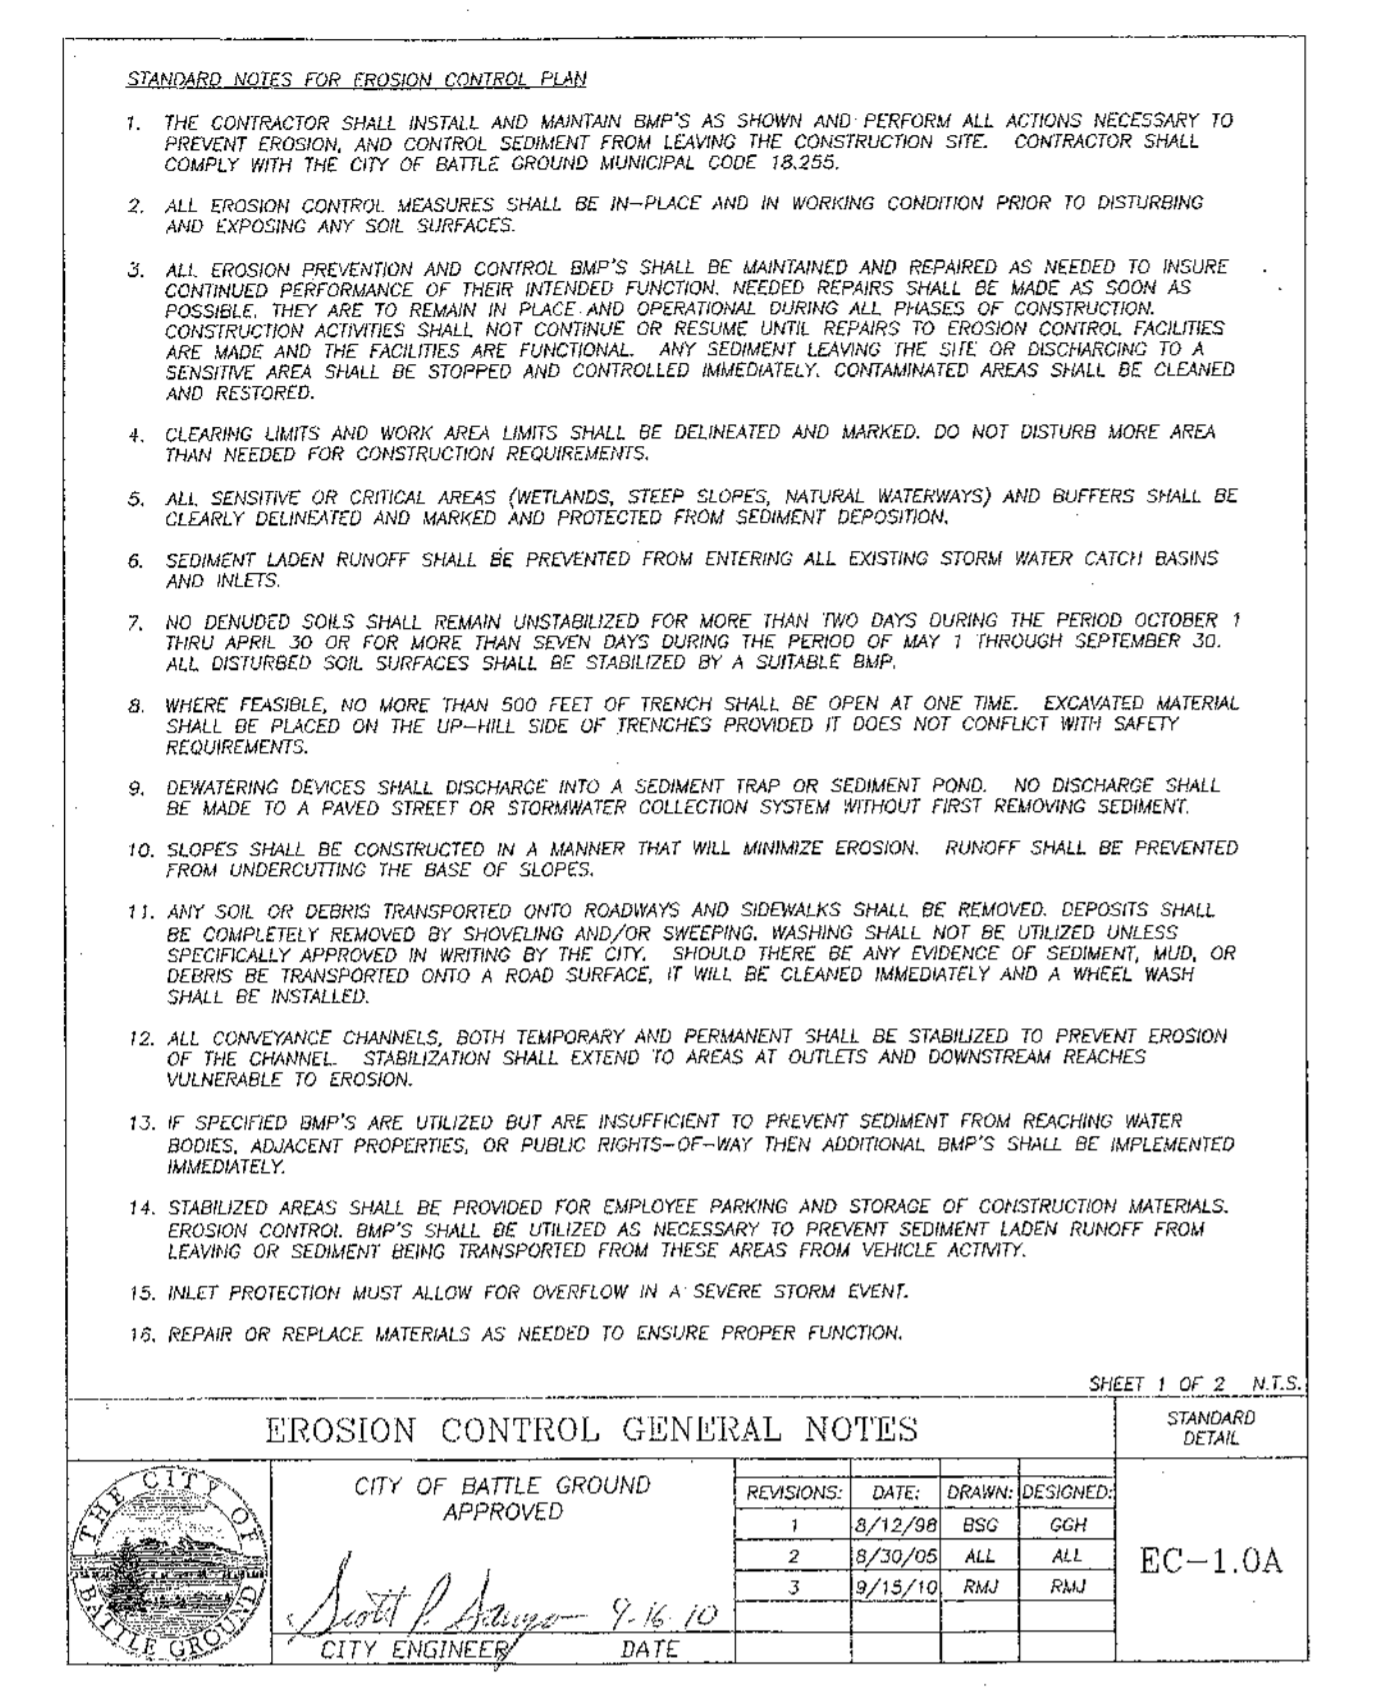 STANDARD NOTES FOR EROSION CONTROL PLAN
1. THE CONTRACTOR SHALL INSTALL AND MAINTAIN BMP'S AS SHOWN AND PERFORM ALL ACTIONS NECESSARY TO
PREVENT EROSION, AND CONTROL SEDIMENT FROM LEAVING THE CONSTRUCTION SITE. CONTRACTOR SHALL
COMPLY WITH THE CITY OF BATTLE GROUND MUNICIPAL CODE 18.255.
2. ALL EROSION CONTROL MEASURES SHALL BE IN-PLACE AND IN WORKING CONDITION PRIOR TO DISTURBING
AND EXPOSING ANY SOIL SURFACES.
3. ALL EROSION PREVENTION AND CONTROL BMP'S SHALL BE MAINTAINED AND REPAIRED AS NEEDED TO INSURE
CONTINUED PERFORMANCE OF THEIR INTENDED FUNCTION. NEEDED REPAIRS SHALL BE MADE AS SOON AS
POSSIBLE. THEY ARE TO REMAIN IN PLACE AND OPERATIONAL DURING ALL PHASES OF CONSTRUCTION.
CONSTRUCTION ACTIVITIES SHALL NOT CONTINUE OR RESUME UNTIL REPAIRS TO EROSION CONTROL FACILITIES
ARE MADE AND THE FACILITIES ARE FUNCTIONAL. ANY SEDIMENT LEAVING THE SITE OR DISCHARGING TO A
SENSITIVE AREA SHALL BE STOPPED AND CONTROLLED IMMEDIATELY. CONTAMINATED AREAS SHALL BE CLEANED
AND RESTORED.
4. CLEARING LIMITS AND WORK AREA LIMITS SHALL BE DELINEATED AND MARKED. DO NOT DISTURB MORE AREA
THAN NEEDED FOR CONSTRUCTION REQUIREMENTS.
5. ALL SENSITIVE OR CRITICAL AREAS (WETLANDS, STEEP SLOPES, NATURAL WATERWAYS) AND BUFFERS SHALL BE
CLEARLY DELINEATED AND MARKED AND PROTECTED FROM SEDIMENT DEPOSITION.
6. SEDIMENT LADEN RUNOFF SHALL BE PREVENTED FROM ENTERING ALL EXISTING STORM WATER CATCH BASINS
AND INLETS.
7. NO DENUDED SOILS SHALL REMAIN UNSTABILIZED FOR MORE THAN TWO DAYS DURING THE PERIOD OCTOBER 1
THRU APRIL 30 OR FOR MORE THAN SEVEN DAYS DURING THE PERIOD OF MAY 1 THROUGH SEPTEMBER 30.
ALL DISTURBED SOIL SURFACES SHALL BE STABILIZED BY A SUITABLE BMP.
8. WHERE FEASIBLE, NO MORE THAN 500 FEET OF TRENCH SHALL BE OPEN AT ONE TIME. EXCAVATED MATERIAL
SHALL BE PLACED ON THE UP-HILL SIDE OF TRENCHES PROVIDED IT DOES NOT CONFLICT WITH SAFETY
REQUIREMENTS.
9. DEWATERING DEVICES SHALL DISCHARGE INTO A SEDIMENT TRAP OR SEDIMENT POND. NO DISCHARGE SHALL
BE MADE TO A PAVED STREET OR STORMWATER COLLECTION SYSTEM WITHOUT FIRST REMOVING SEDIMENT.
10. SLOPES SHALL BE CONSTRUCTED IN A MANNER THAT WILL MINIMIZE EROSION. RUNOFF SHALL BE PREVENTED
FROM UNDERCUTTING THE BASE OF SLOPES.
11. ANY SOIL OR DEBRIS TRANSPORTED ONTO ROADWAYS AND SIDEWALKS SHALL BE REMOVED. DEPOSITS SHALL
BE COMPLETELY REMOVED BY SHOVELING AND/OR SWEEPING. WASHING SHALL NOT BE UTILIZED UNLESS
SPECIFICALLY APPROVED IN WRITING BY THE CITY. SHOULD THERE BE ANY EVIDENCE OF SEDIMENT, MUD, OR
DEBRIS BE TRANSPORTED ONTO A ROAD SURFACE, IT WILL BE CLEANED IMMEDIATELY AND A WHEEL WASH
SHALL BE INSTALLED.
12. ALL CONVEYANCE CHANNELS, BOTH TEMPORARY AND PERMANENT SHALL BE STABILIZED TO PREVENT EROSION
OF THE CHANNEL. STABILIZATION SHALL EXTEND TO AREAS AT OUTLETS AND DOWNSTREAM REACHES
VULNERABLE TO EROSION.
13. IF SPECIFIED BMP'S ARE UTILIZED BUT ARE INSUFFICIENT TO PREVENT SEDIMENT FROM REACHING WATER
BODIES, ADJACENT PROPERTIES, OR PUBLIC RIGHTS-OF-WAY THEN ADDITIONAL BMP'S SHALL BE IMPLEMENTED
IMMEDIATELY.
14. STABILIZED AREAS SHALL BE PROVIDED FOR EMPLOYEE PARKING AND STORAGE OF CONSTRUCTION MATERIALS.
EROSION CONTROL BMP'S SHALL BE UTILIZED AS NECESSARY TO PREVENT SEDIMENT LADEN RUNOFF FROM
LEAVING OR SEDIMENT BEING TRANSPORTED FROM THESE AREAS FROM VEHICLE ACTIVITY.
15. INLET PROTECTION MUST ALLOW FOR OVERFLOW IN A SEVERE STORM EVENT.
16. REPAIR OR REPLACE MATERIALS AS NEEDED TO ENSURE PROPER FUNCTION.
SHEET 1 OF 2 N.T.S.
EROSION CONTROL GENERAL NOTES
STANDARD
DETAIL
THE CITY OF
BATTLE GROUND
CITY OF BATTLE GROUND
APPROVED
Scott P. 9-16-10
CITY ENGINEER DATE
REVISIONS: DATE: DRAWN: DESIGNED:
1 8/12/98 BSG GGH
2 8/30/05 ALL ALL
3 9/15/10 RMJ RMJ
EC-1.0A